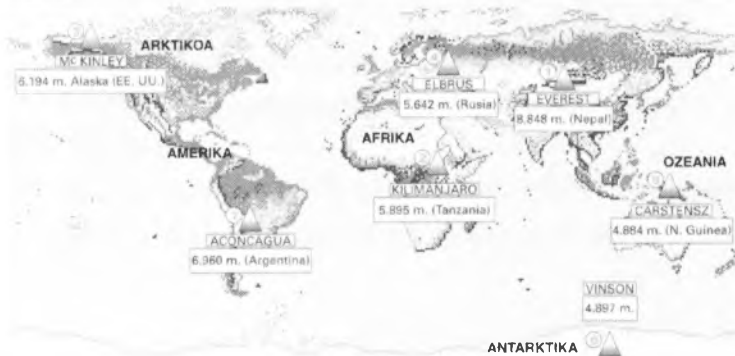 ARKTIKOA
Mc KINLEY
6.194 m. Alaska (EE. UU.)
ELBRUS
5.642 m. (Rusia)
EVEREST
8.848 m. (Nepal)
AFRIKA
AMERIKA
OZEANIA
KILIMANJARO
5.895 m. (Tanzania)
CARSTENSZ
4.884 m. (N. Guinea)
ACONCAGUA
6.960 m. (Argentina)
VINSON
4.897 m.
ANTARKTIKA